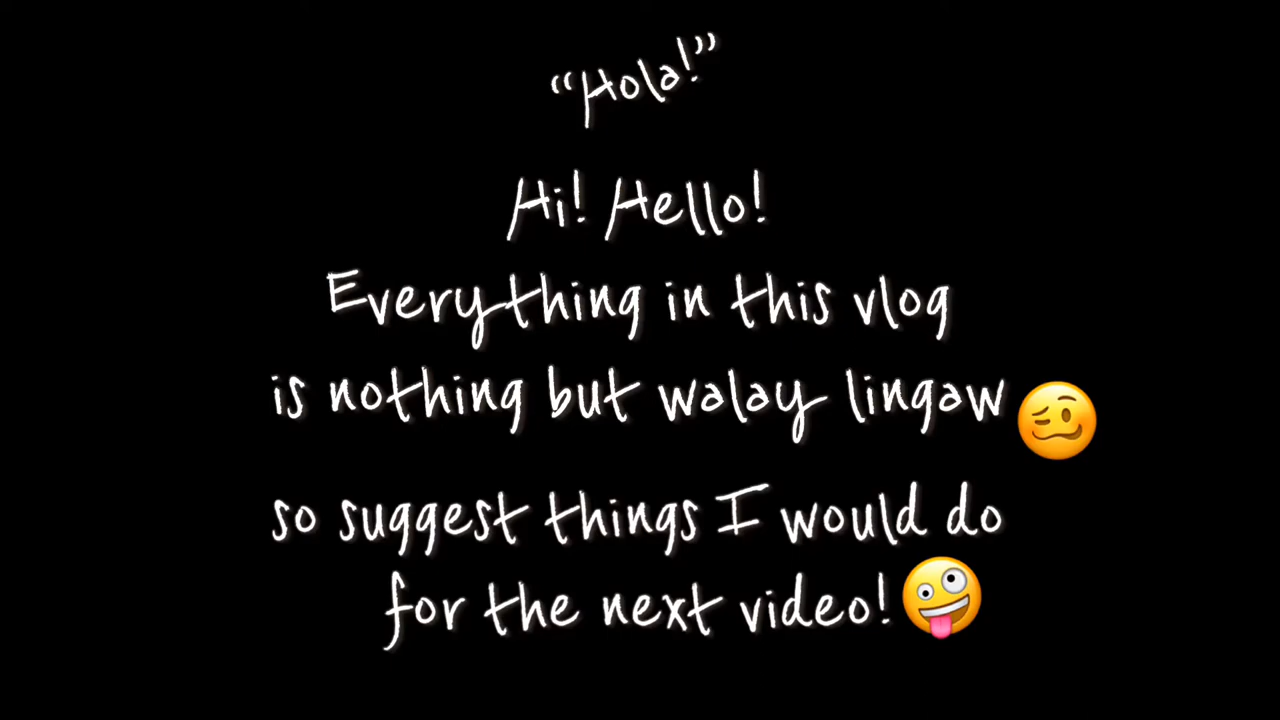 “Hola!”
Hi! Hello!
Everything in this vlog
is nothing but walay lingaw 🥴
so suggest things I would do
for the next video! 🤪